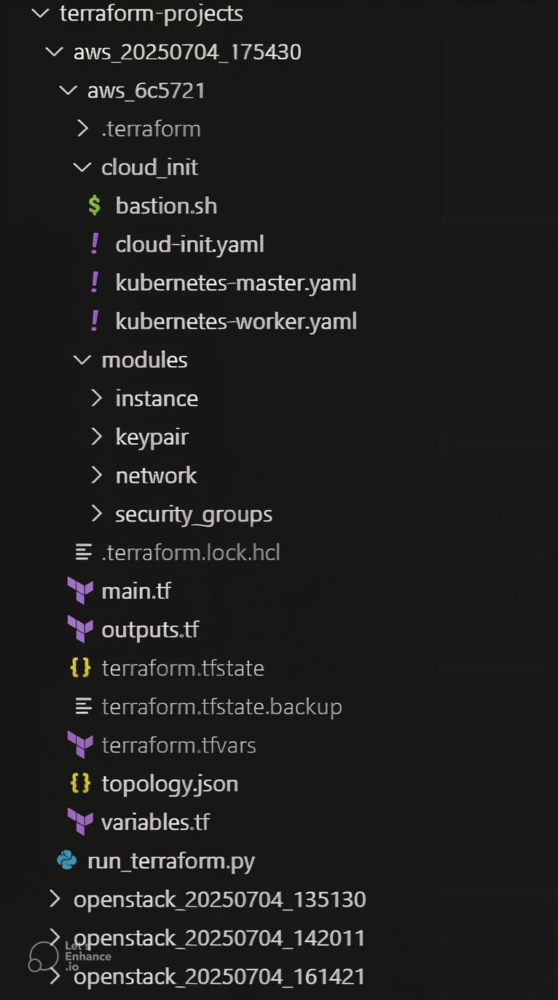 terraform-projects
aws_20250704_175430
aws_6c5721
.terraform
cloud_init
$ bastion.sh
! cloud-init.yaml
! kubernetes-master.yaml
! kubernetes-worker.yaml
modules
instance
keypair
network
security_groups
.terraform.lock.hcl
main.tf
outputs.tf
{} terraform.tfstate
terraform.tfstate.backup
terraform.tfvars
{} topology.json
variables.tf
run_terraform.py
openstack_20250704_135130
openstack_20250704_142011
openstack_20250704_161421
Let's
Enhance
.io